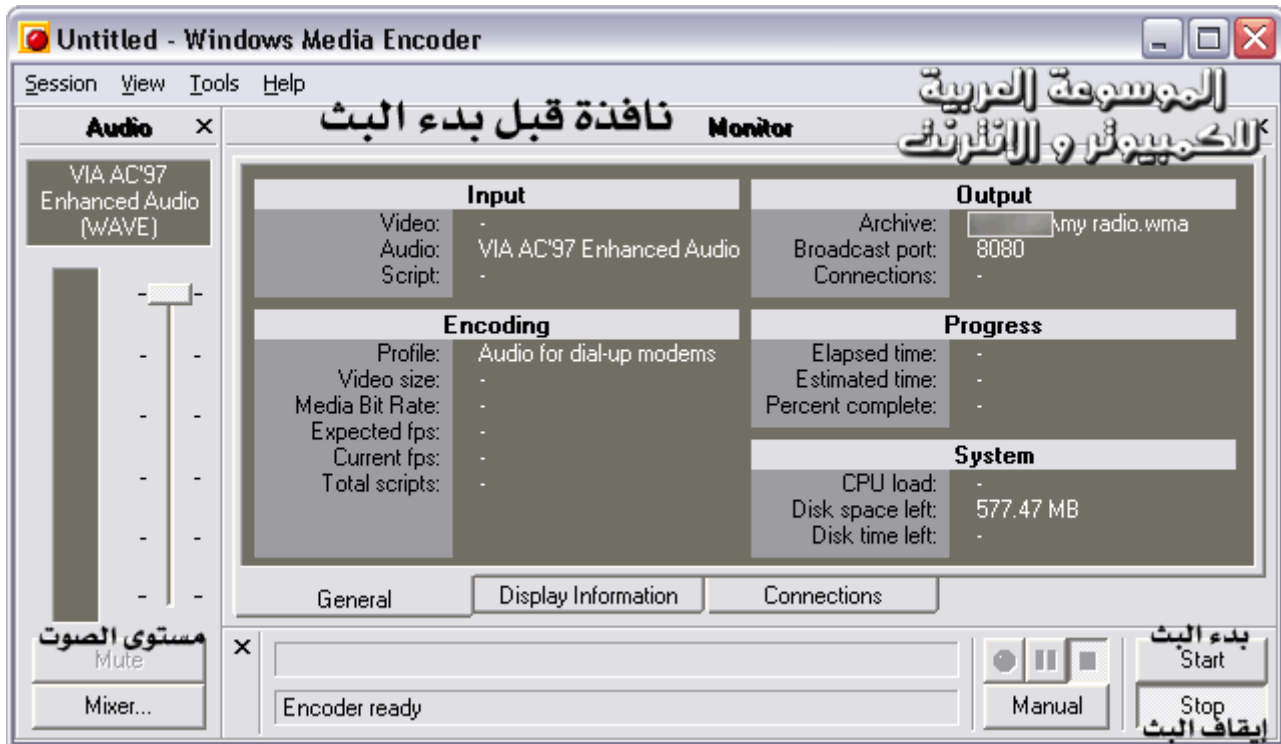 Untitled - Windows Media Encoder
Session View Tools Help
الموسوعة العربية
للكمبيوتر و الإنترنت
نافذة قبل بدء البث
Audio
Monitor
VIA AC'97
Enhanced Audio
(WAVE)
Input
Video: -
Audio: VIA AC'97 Enhanced Audio
Script: -
Encoding
Profile: Audio for dial-up modems
Video size: -
Media Bit Rate: -
Expected fps: -
Current fps: -
Total scripts: -
Output
Archive: \my radio.wma
Broadcast port: 8080
Connections: -
Progress
Elapsed time: -
Estimated time: -
Percent complete: -
System
CPU load: -
Disk space left: 577.47 MB
Disk time left: -
General
Display Information
Connections
مستوى الصوت
Mute
Mixer...
Encoder ready
Manual
بدء البث
Start
Stop
إيقاف البث